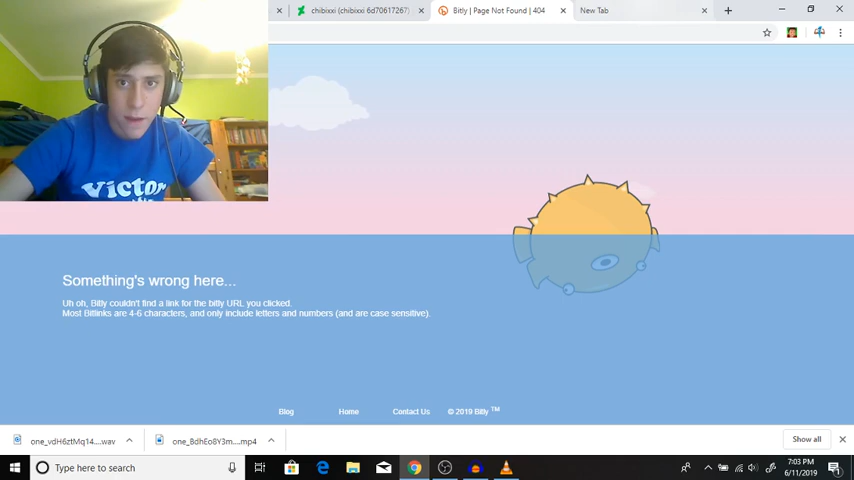 chibixxi (chibixxi 6d70617267)
Bitly | Page Not Found | 404
New Tab
Victor
Something's wrong here...
Uh oh, Bitly couldn't find a link for the bitly URL you clicked.
Most Bitlinks are 4-6 characters, and only include letters and numbers (and are case sensitive).
Blog
Home
Contact Us
© 2019 Bitly ™
one_vdH6ztMq14....wav
one_BdhEo8Y3m....mp4
Show all
Type here to search
7:03 PM
6/11/2019